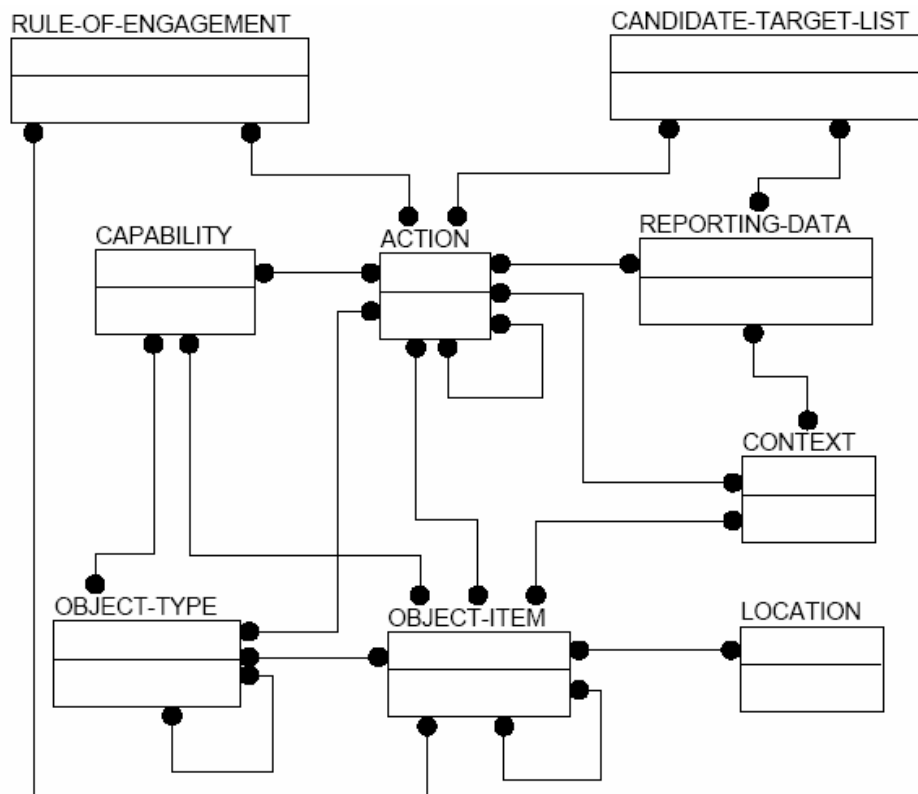 RULE-OF-ENGAGEMENT
CANDIDATE-TARGET-LIST
CAPABILITY
ACTION
REPORTING-DATA
CONTEXT
OBJECT-TYPE
OBJECT-ITEM
LOCATION